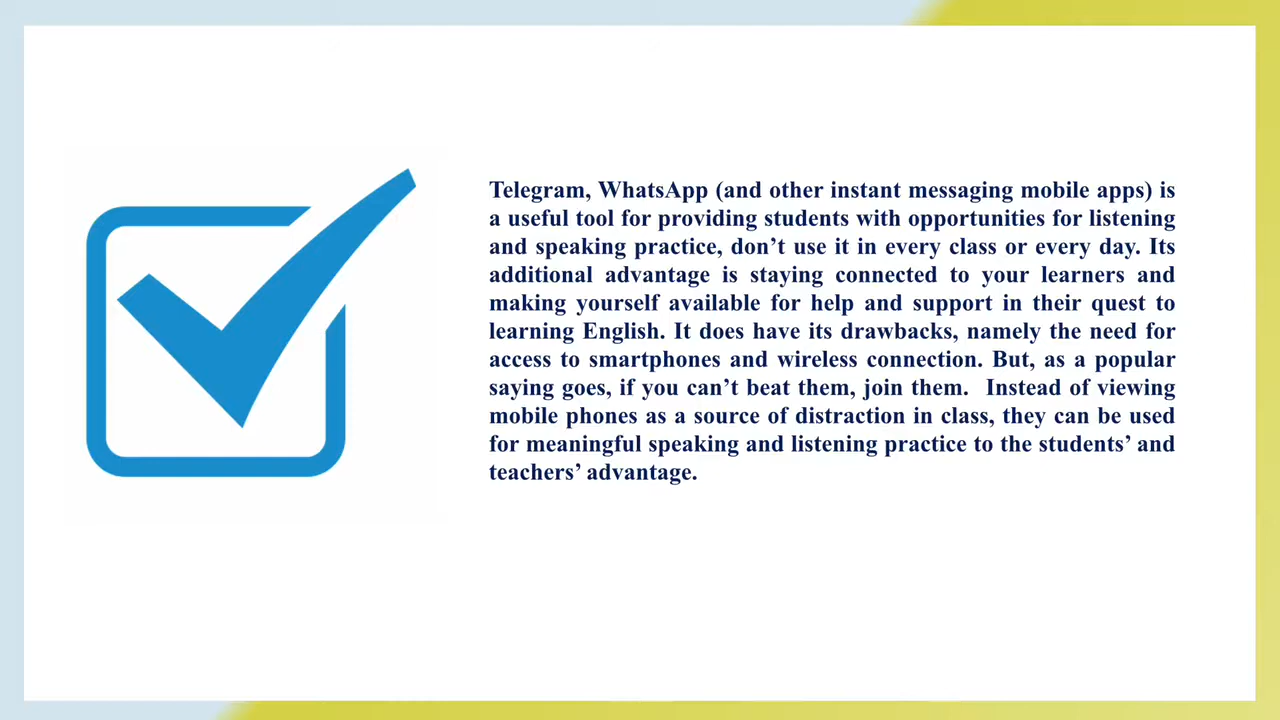 Telegram, WhatsApp (and other instant messaging mobile apps) is
a useful tool for providing students with opportunities for listening
and speaking practice, don’t use it in every class or every day. Its
additional advantage is staying connected to your learners and
making yourself available for help and support in their quest to
learning English. It does have its drawbacks, namely the need for
access to smartphones and wireless connection. But, as a popular
saying goes, if you can’t beat them, join them.  Instead of viewing
mobile phones as a source of distraction in class, they can be used
for meaningful speaking and listening practice to the students’ and
teachers’ advantage.